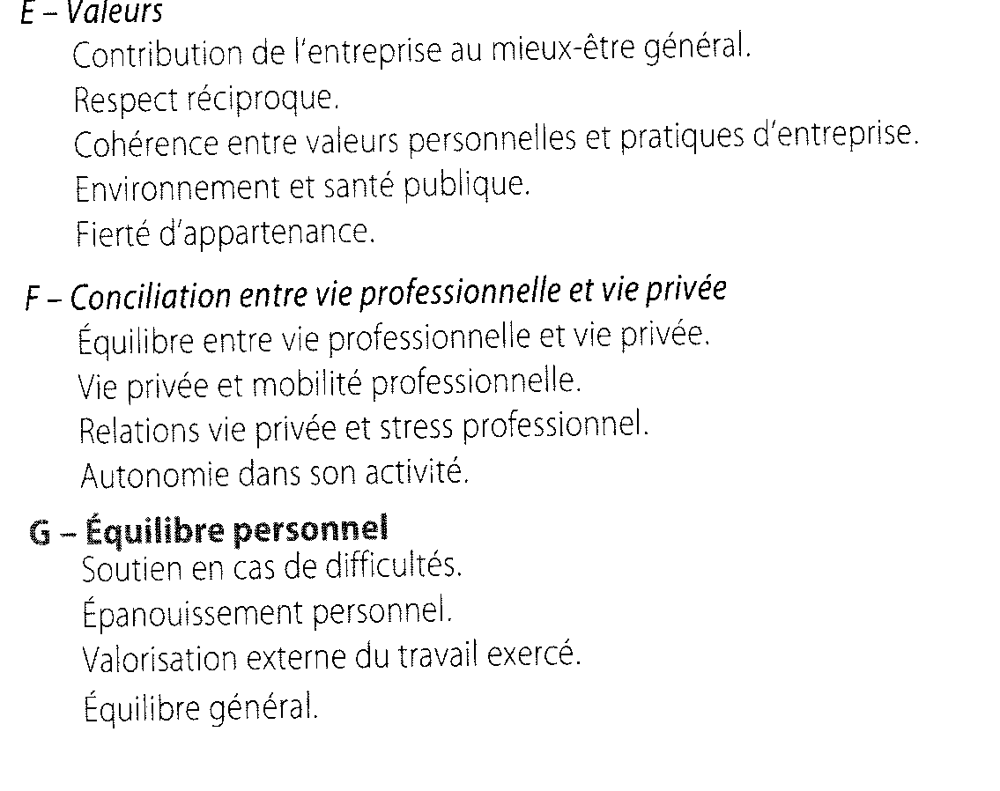 E – Valeurs
Contribution de l'entreprise au mieux-être général.
Respect réciproque.
Cohérence entre valeurs personnelles et pratiques d'entreprise.
Environnement et santé publique.
Fierté d'appartenance.
F – Conciliation entre vie professionnelle et vie privée
Équilibre entre vie professionnelle et vie privée.
Vie privée et mobilité professionnelle.
Relations vie privée et stress professionnel.
Autonomie dans son activité.
G – Équilibre personnel
Soutien en cas de difficultés.
Épanouissement personnel.
Valorisation externe du travail exercé.
Équilibre général.